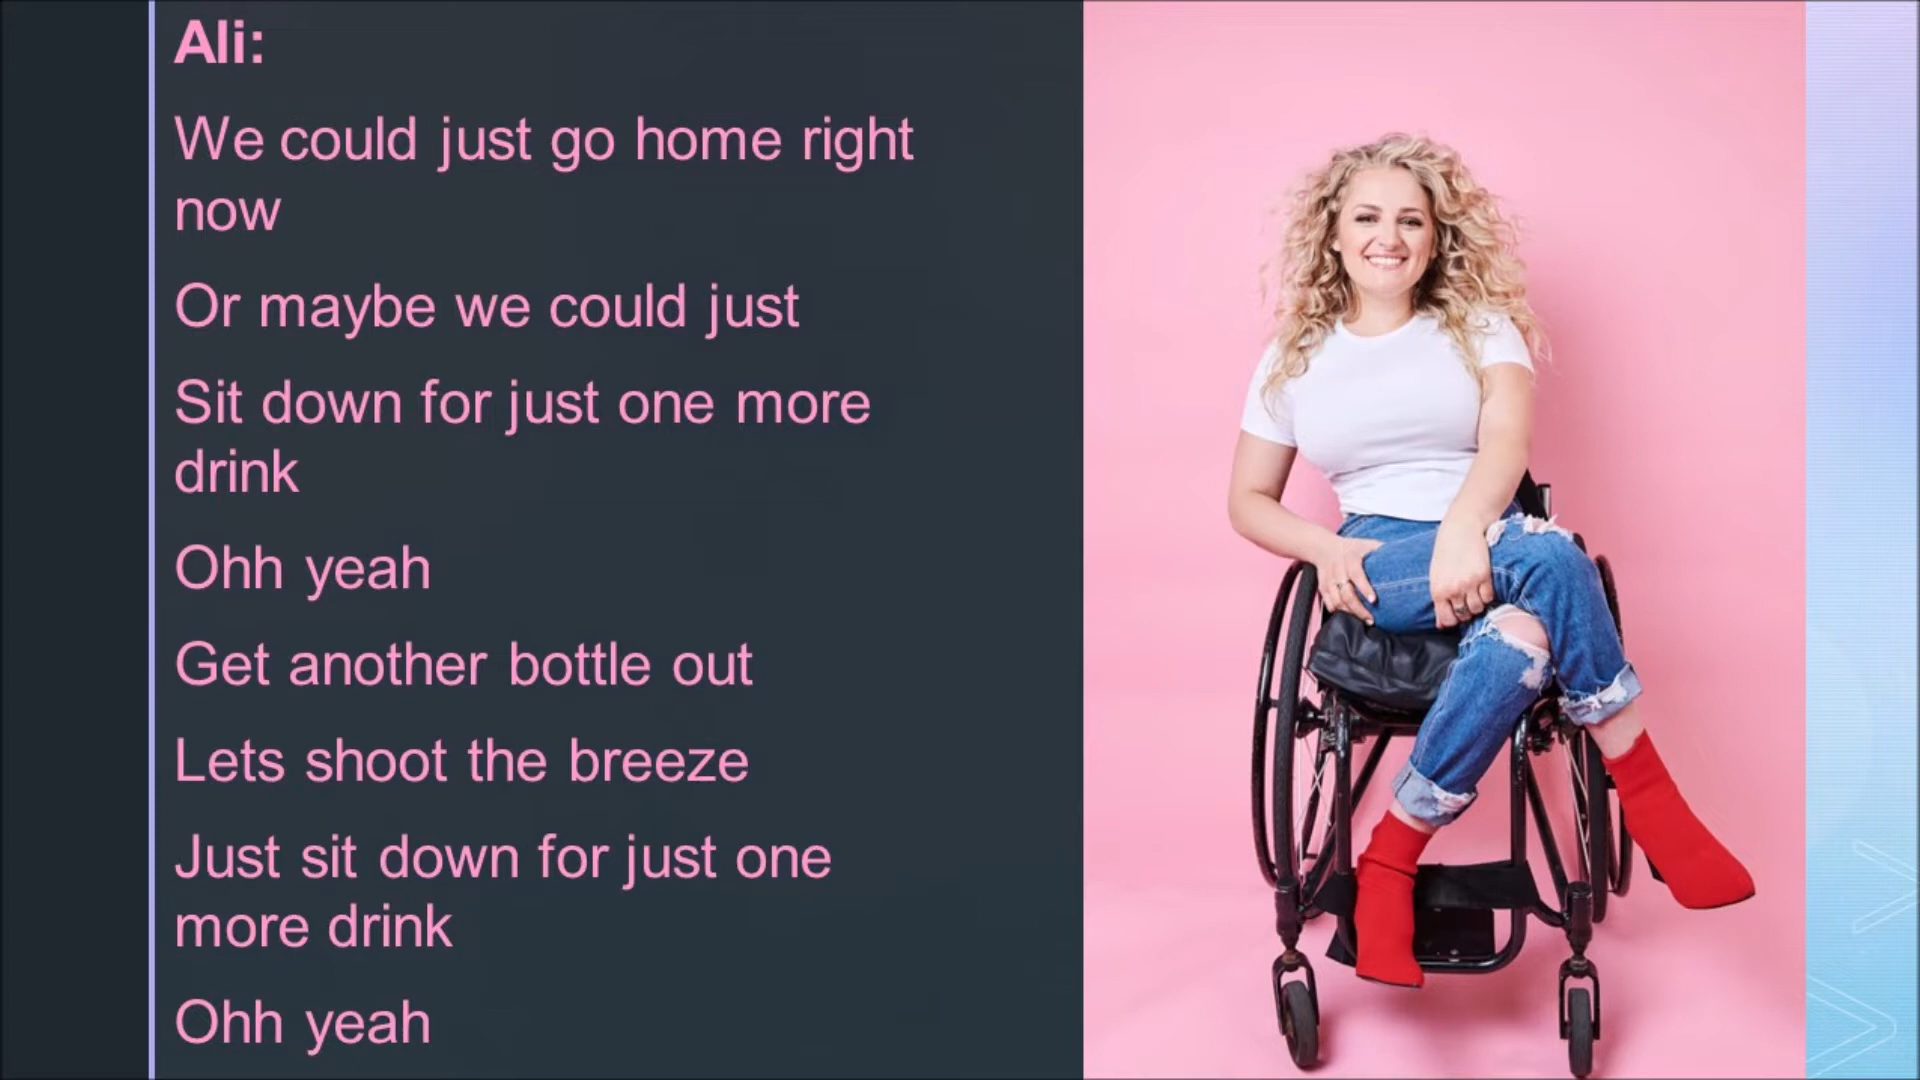 Ali:
We could just go home right
now
Or maybe we could just
Sit down for just one more
drink
Ohh yeah
Get another bottle out
Lets shoot the breeze
Just sit down for just one
more drink
Ohh yeah